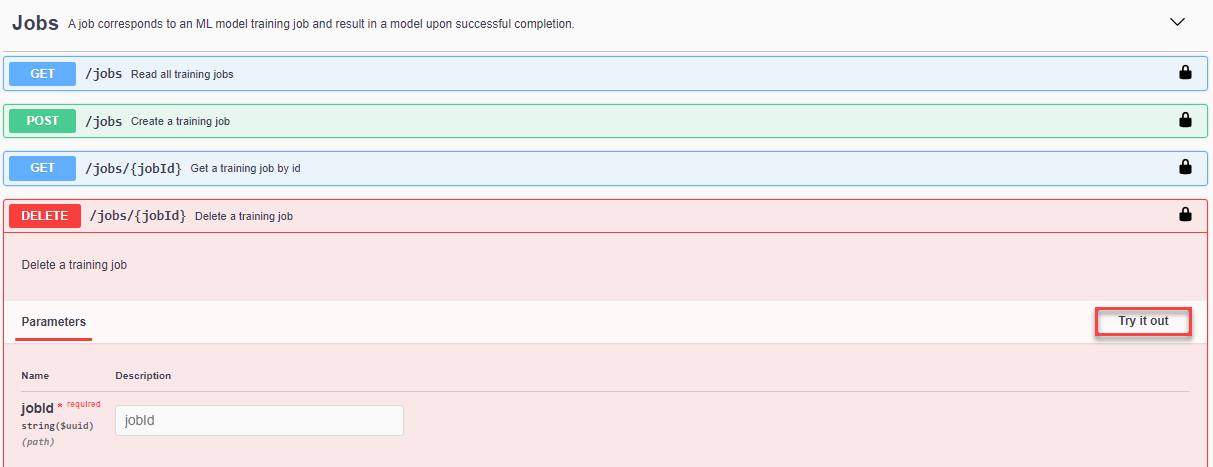 Jobs A job corresponds to an ML model training job and result in a model upon successful completion.
GET /jobs Read all training jobs
POST /jobs Create a training job
GET /jobs/{jobId} Get a training job by id
DELETE /jobs/{jobId} Delete a training job
Delete a training job
Parameters Try it out
Name Description
jobId * required jobId
string($uuid)
(path)